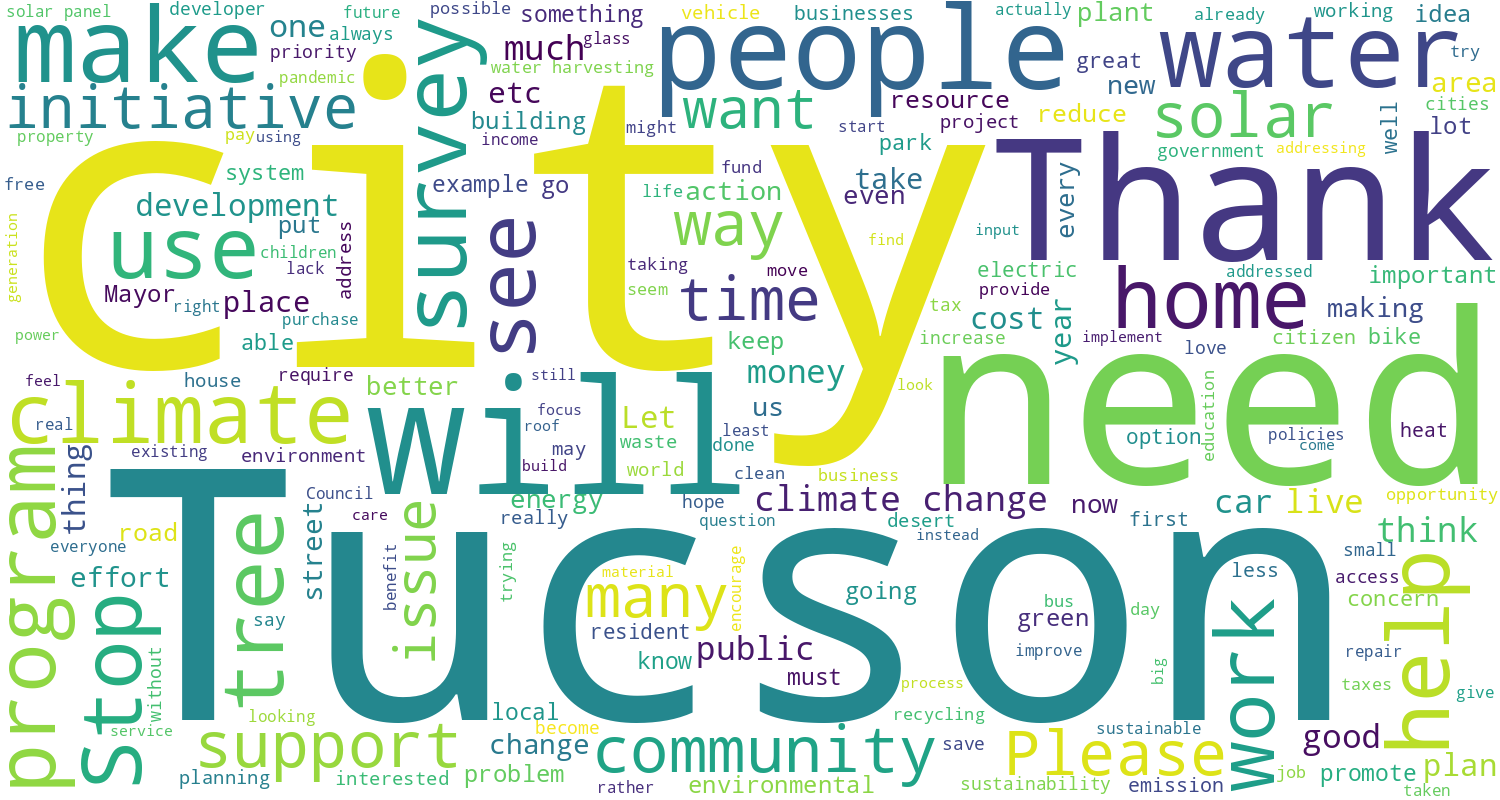 solar panel
developer
future
possible
something
vehicle
businesses
actually
plant
already
working
idea
make
one
always
priority
pandemic
much
glass
water harvesting
people
great
water
try
new
area
initiative
survey
etc
building
want
resource
project
reduce
solar
cities
lot
well
property
pay
using
income
might
start
park
government
addressing
free
system
example
go
fund
life
action
take
even
every
Thank
city
development
put
use
children
lack
address
see
way
find
input
generation
Mayor
right
place
purchase
taking
seem
move
time
electric
provide
addressed
important
tax
home
making
power
able
keep
cost
increase
year
implement
love
citizen
bike
feel
house
require
better
still
money
look
need
climate
real
will
focus
roof
Let
us
least
education
option
policies
come
heat
existing
environment
may
waste
done
build
world
clean
business
program
thing
Council
care
energy
hope
climate change
now
car
live
opportunity
road
tree
street
issue
really
question
desert
instead
first
think
everyone
effort
Tucson
benefit
trying
material
many
encourage
going
less
small
access
concern
stop
say
resident
bus
green
day
work
help
know
public
must
improve
big
repair
without
process
taxes
give
service
looking
local
become
recycling
sustainable
support
change
community
save
Please
good
planning
interested
problem
rather
environmental
sustainability
emission
job
promote
plan
taken